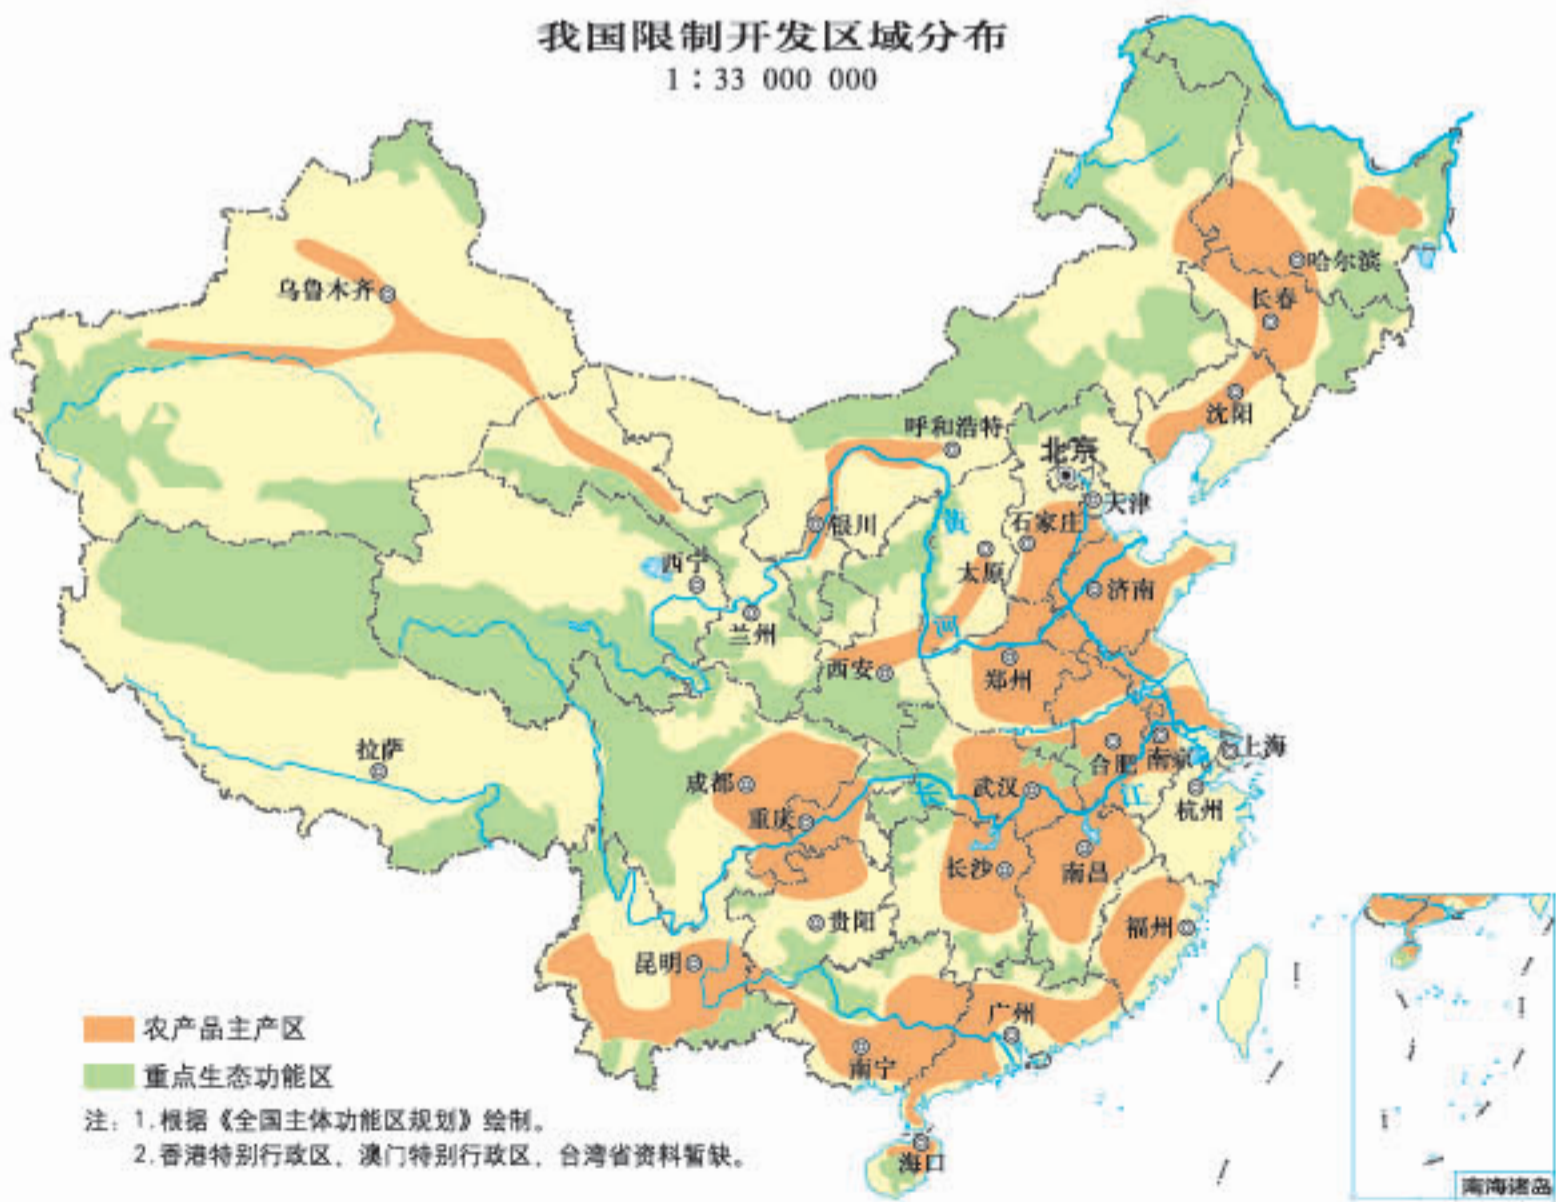 我国限制开发区域分布
1:33 000 000
哈尔滨
乌鲁木齐
长春
沈阳
呼和浩特
北京
天津
石家庄
银川
黄
太原
西宁
济南
兰州
河
西安
郑州
拉萨
上海
合肥
南京
成都
武汉
长
江
杭州
重庆
长沙
南昌
贵阳
福州
昆明
广州
南宁
海口
农产品主产区
重点生态功能区
注：1.根据《全国主体功能区规划》绘制。
2.香港特别行政区、澳门特别行政区、台湾省资料暂缺。
南海诸岛